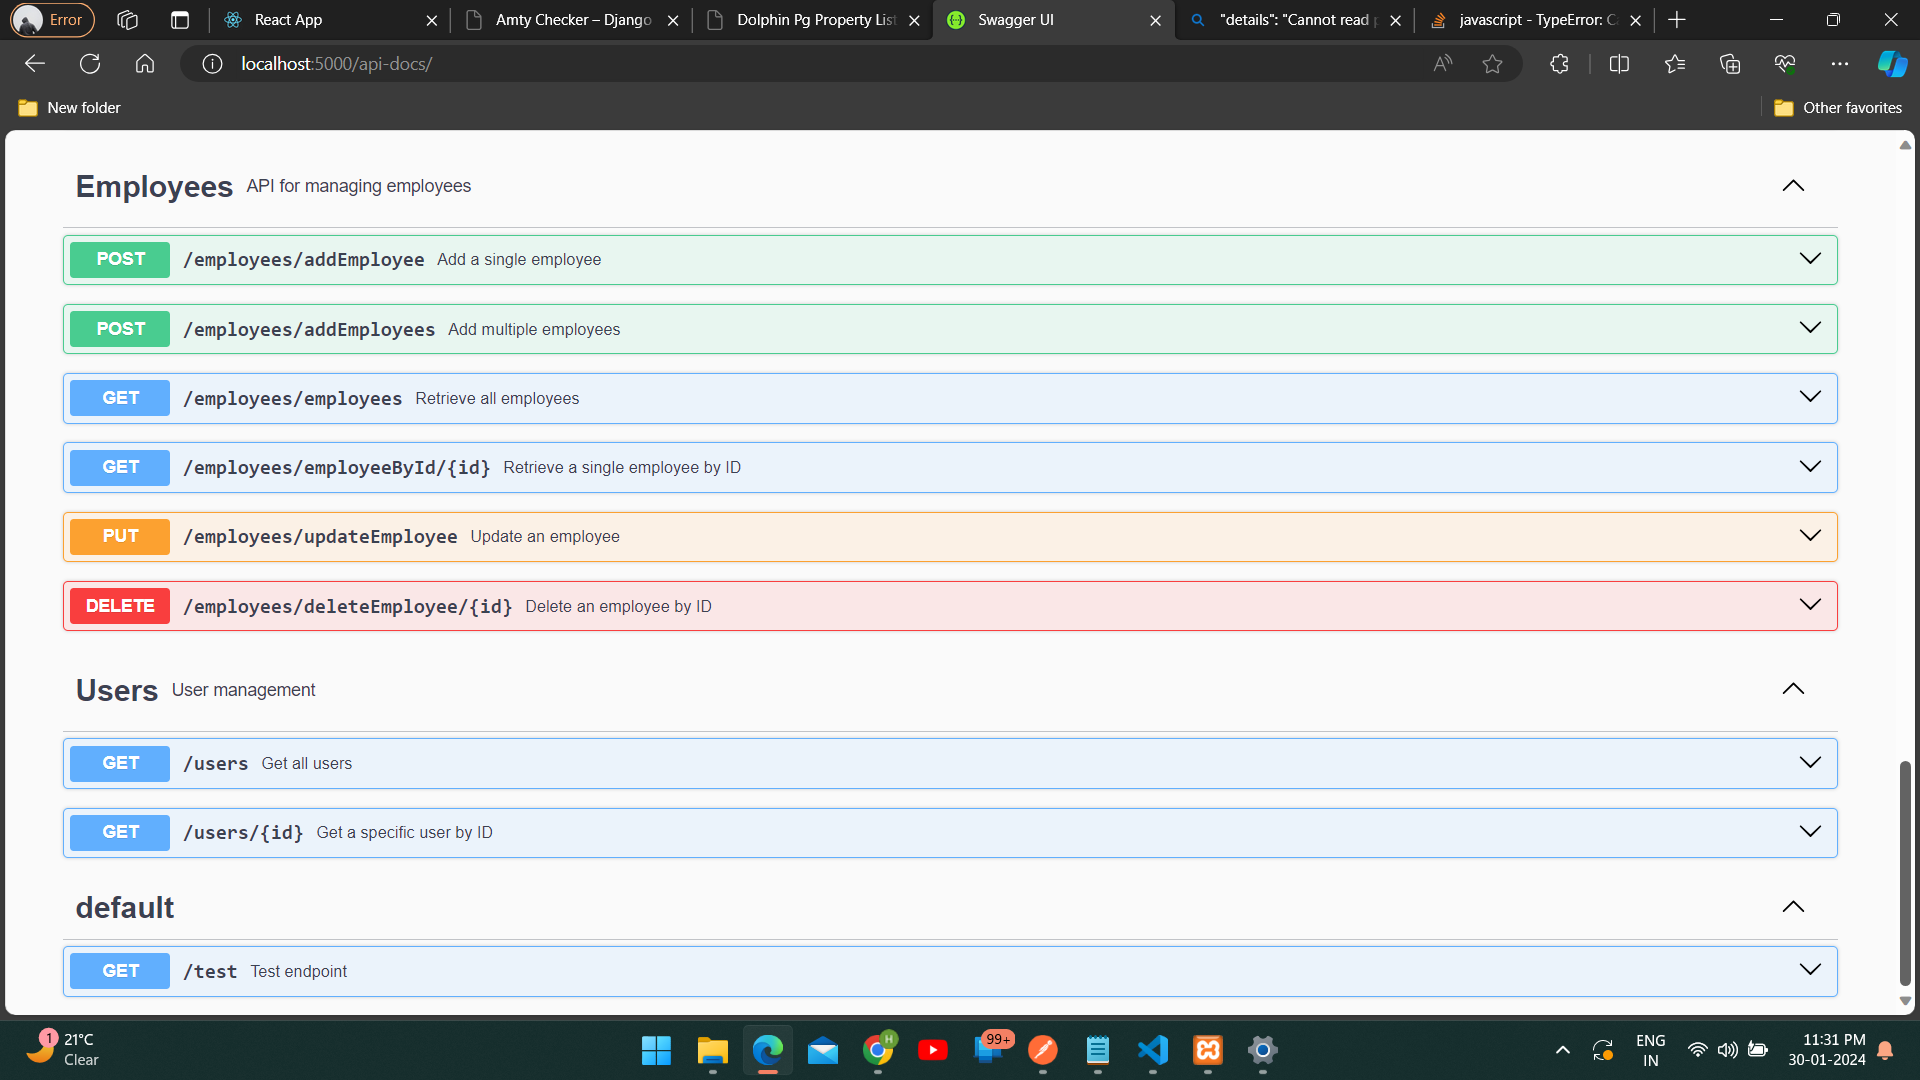 Error
React App
Amty Checker – Django
Dolphin Pg Property List
Swagger UI
"details": "Cannot read
javascript - TypeError: C
localhost:5000/api-docs/
New folder
Other favorites
Employees API for managing employees
POST /employees/addEmployee Add a single employee
POST /employees/addEmployees Add multiple employees
GET /employees/employees Retrieve all employees
GET /employees/employeeById/{id} Retrieve a single employee by ID
PUT /employees/updateEmployee Update an employee
DELETE /employees/deleteEmployee/{id} Delete an employee by ID
Users User management
GET /users Get all users
GET /users/{id} Get a specific user by ID
default
GET /test Test endpoint
1 21°C
Clear
H
99+
ENG
IN
11:31 PM
30-01-2024